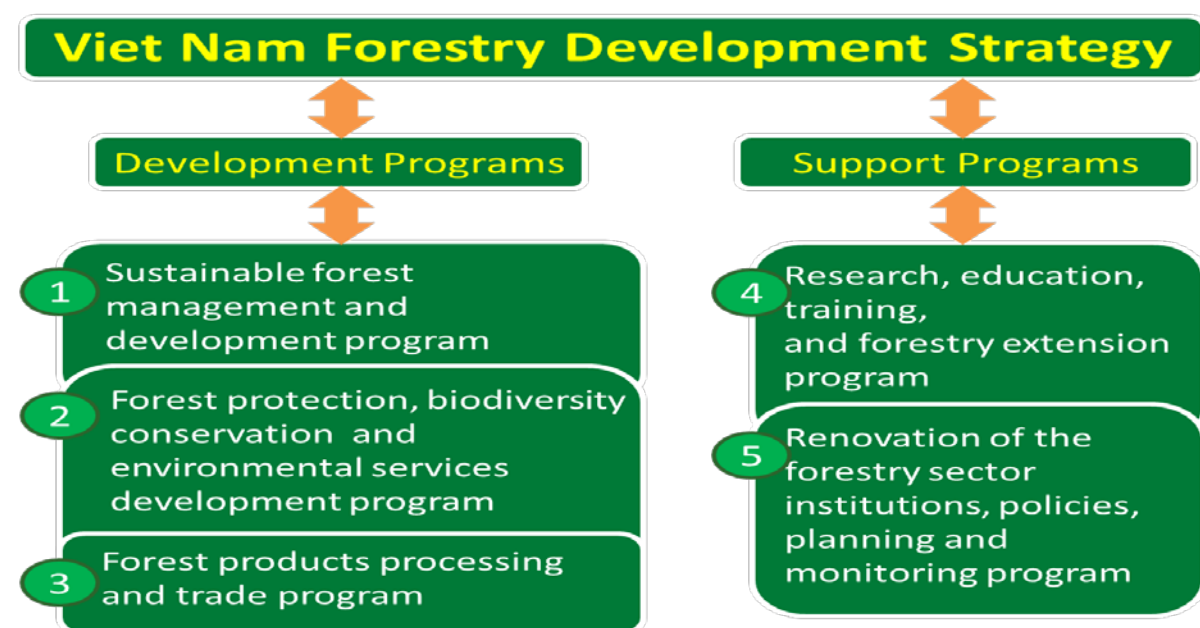 Viet Nam Forestry Development Strategy
Development Programs
Support Programs
1
Sustainable forest
management and
development program
2
Forest protection, biodiversity
conservation and
environmental services
development program
3
Forest products processing
and trade program
4
Research, education,
training,
and forestry extension
program
5
Renovation of the
forestry sector
institutions, policies,
planning and
monitoring program